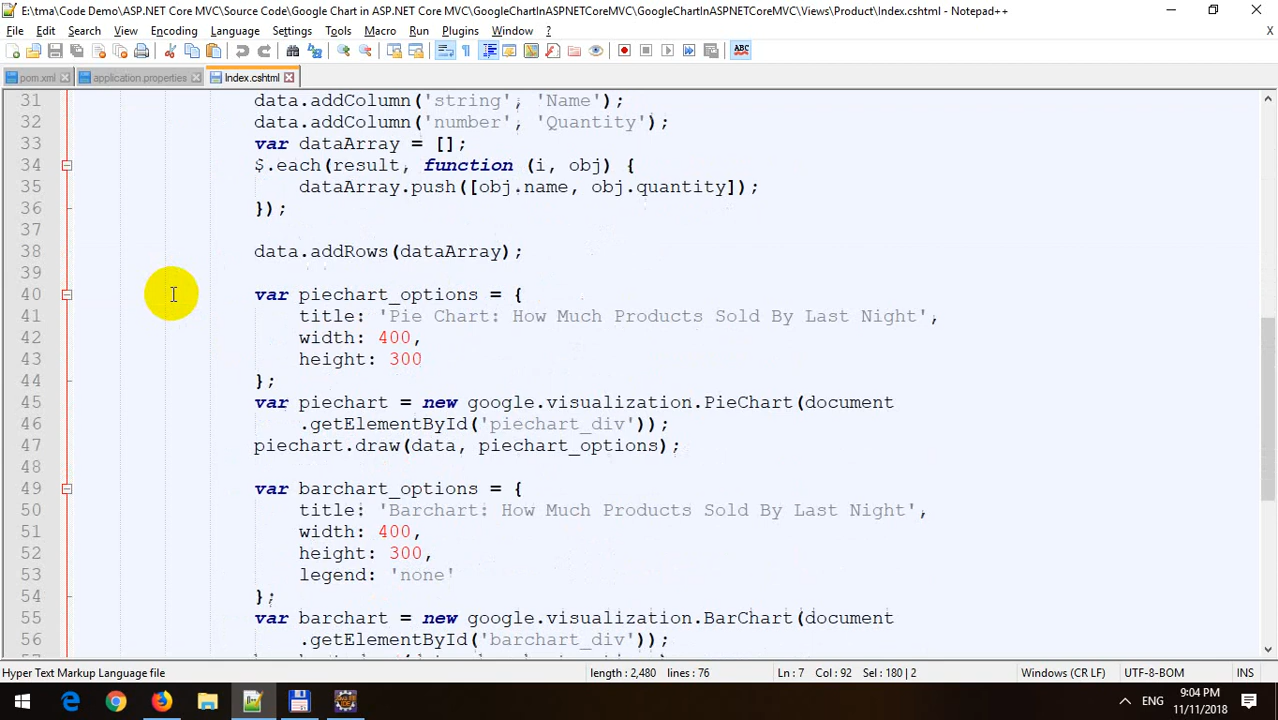 E:\tma\Code Demo\ASP.NET Core MVC\Source Code\Google Chart in ASP.NET Core MVC\GoogleChartInASPNETCoreMVC\GoogleChartInASPNETCoreMVC\Views\Product\Index.cshtml - Notepad++
File Edit Search View Encoding Language Settings Tools Macro Run Plugins Window ? X
ABC
pom.xml application.properties Index.cshtml
31 data.addColumn('string', 'Name');
32 data.addColumn('number', 'Quantity');
33 var dataArray = [];
34 $.each(result, function (i, obj) {
35 dataArray.push([obj.name, obj.quantity]);
36 });
37
38 data.addRows(dataArray);
39
40 var piechart_options = {
41 title: 'Pie Chart: How Much Products Sold By Last Night',
42 width: 400,
43 height: 300
44 };
45 var piechart = new google.visualization.PieChart(document
46 .getElementById('piechart_div'));
47 piechart.draw(data, piechart_options);
48
49 var barchart_options = {
50 title: 'Barchart: How Much Products Sold By Last Night',
51 width: 400,
52 height: 300,
53 legend: 'none'
54 };
55 var barchart = new google.visualization.BarChart(document
56 .getElementById('barchart_div'));
Hyper Text Markup Language file length : 2,480 lines : 76 Ln : 7 Col : 92 Sel : 180 | 2 Windows (CR LF) UTF-8-BOM INS
ENG 9:04 PM
11/11/2018